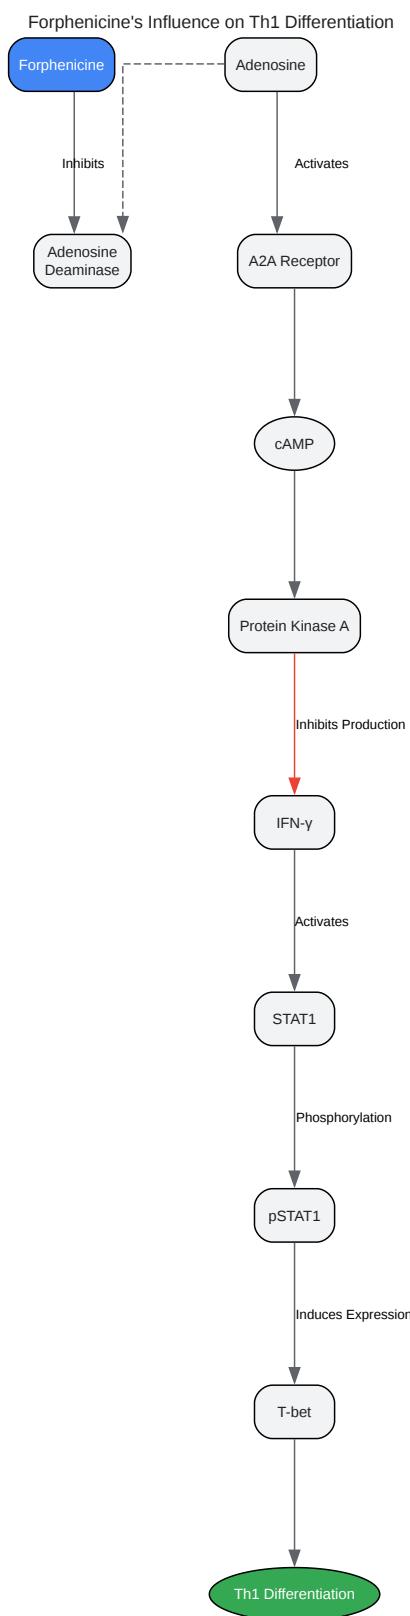 Forphenicine's Influence on Th1 Differentiation
Forphenicine
Adenosine
Inhibits
Activates
Adenosine
Deaminase
A2A Receptor
cAMP
Protein Kinase A
Inhibits Production
IFN-γ
Activates
STAT1
Phosphorylation
pSTAT1
Induces Expression
T-bet
Th1 Differentiation